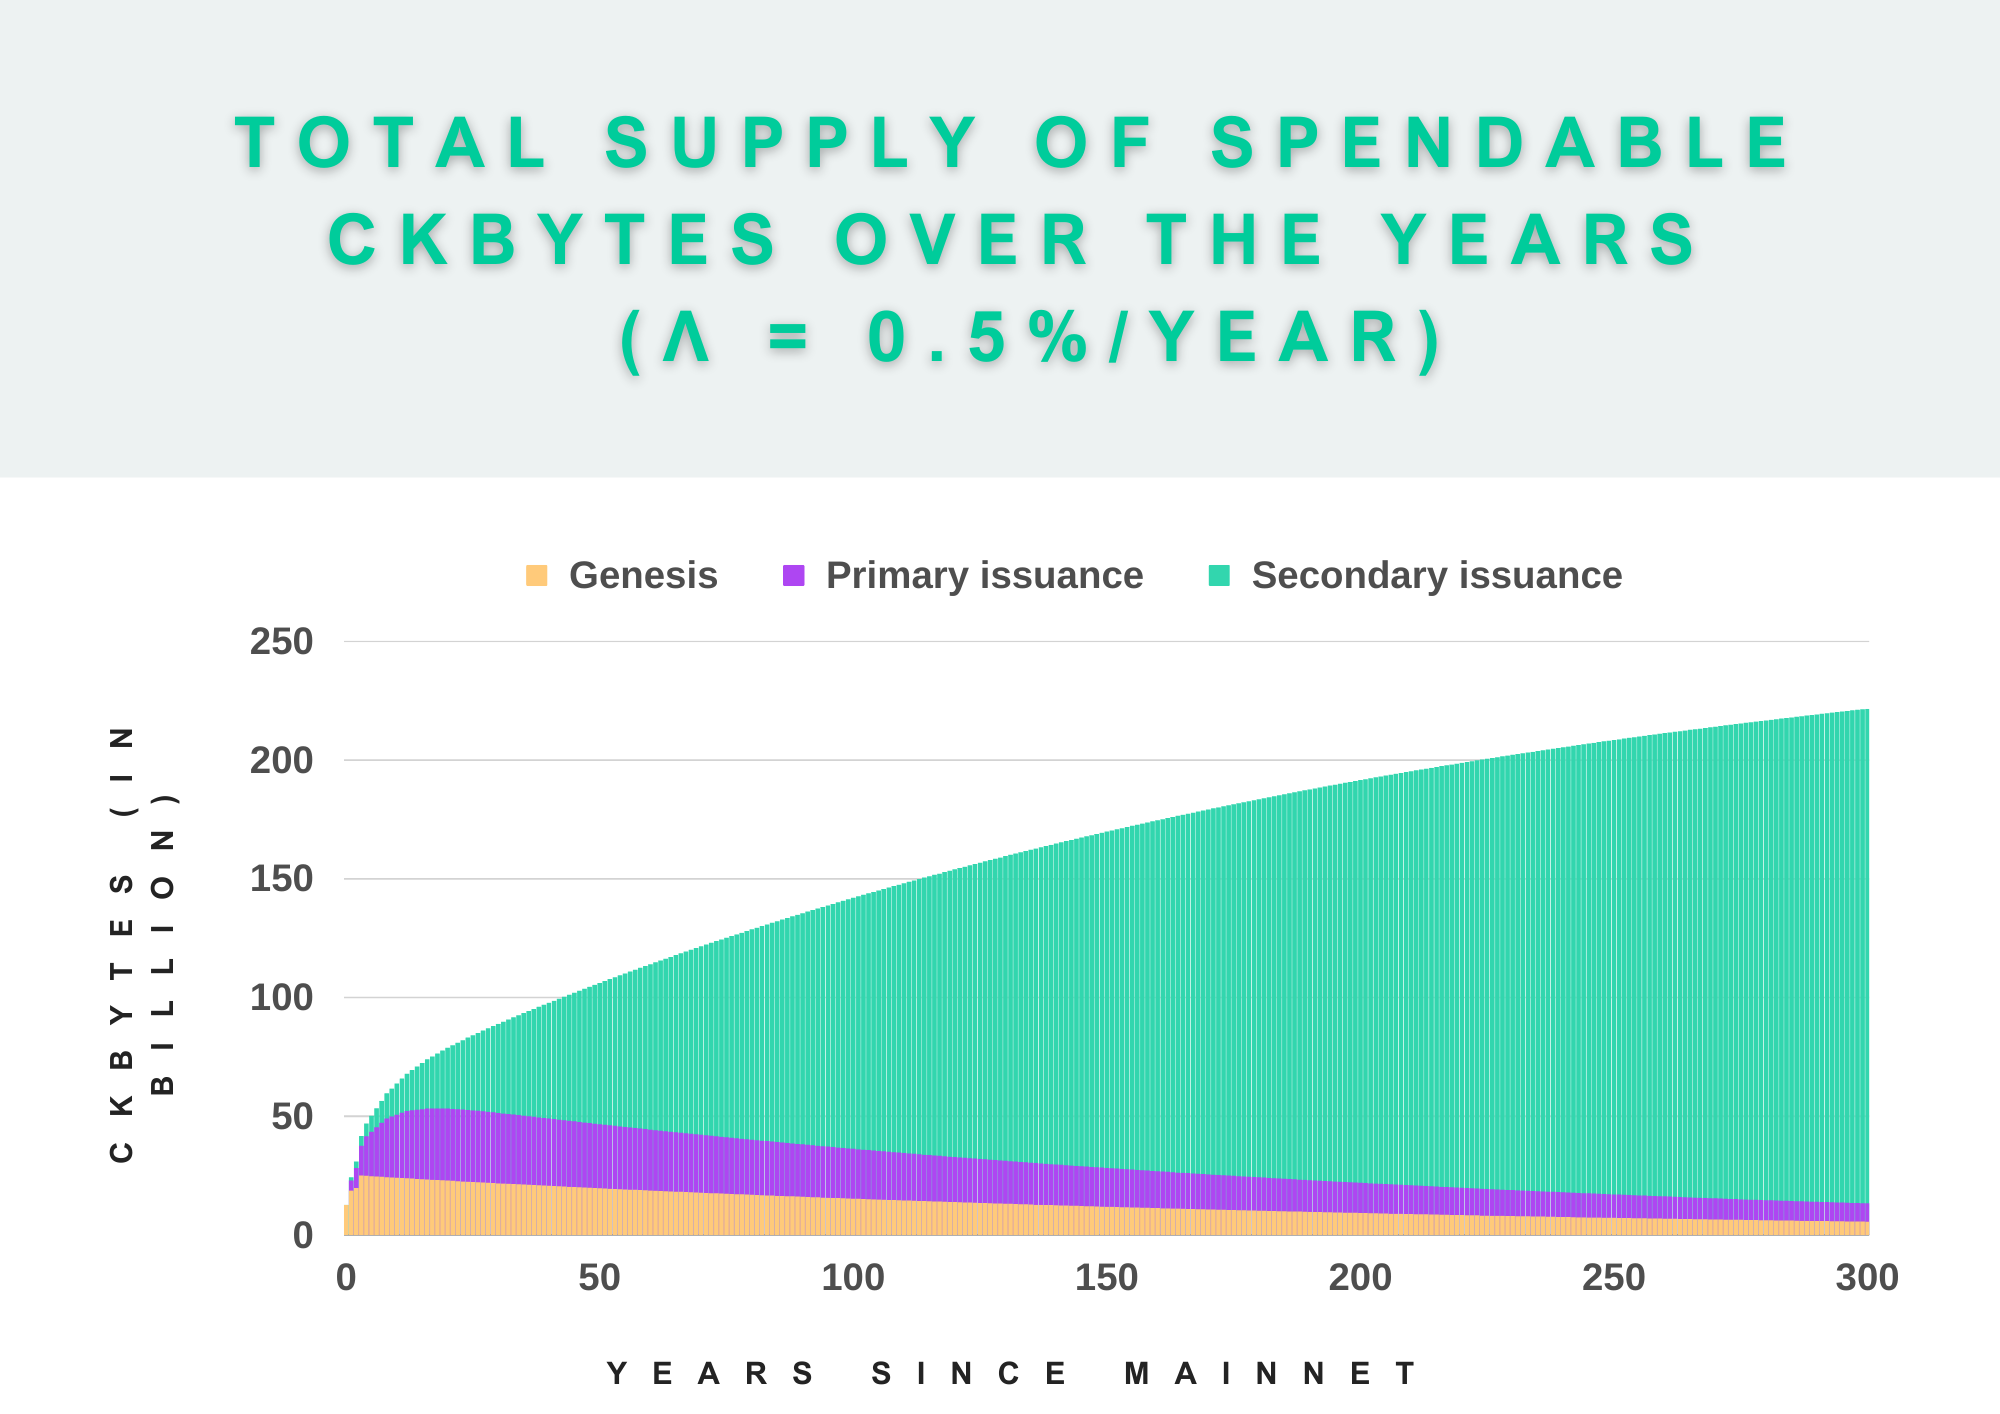 TOTAL SUPPLY OF SPENDABLE
CKBYTES OVER THE YEARS
(Λ = 0.5%/YEAR)
Genesis
Primary issuance
Secondary issuance
250
200
150
100
50
0
CKBYTES (IN
BILLION)
0
50
100
150
200
250
300
YEARS SINCE MAINNET